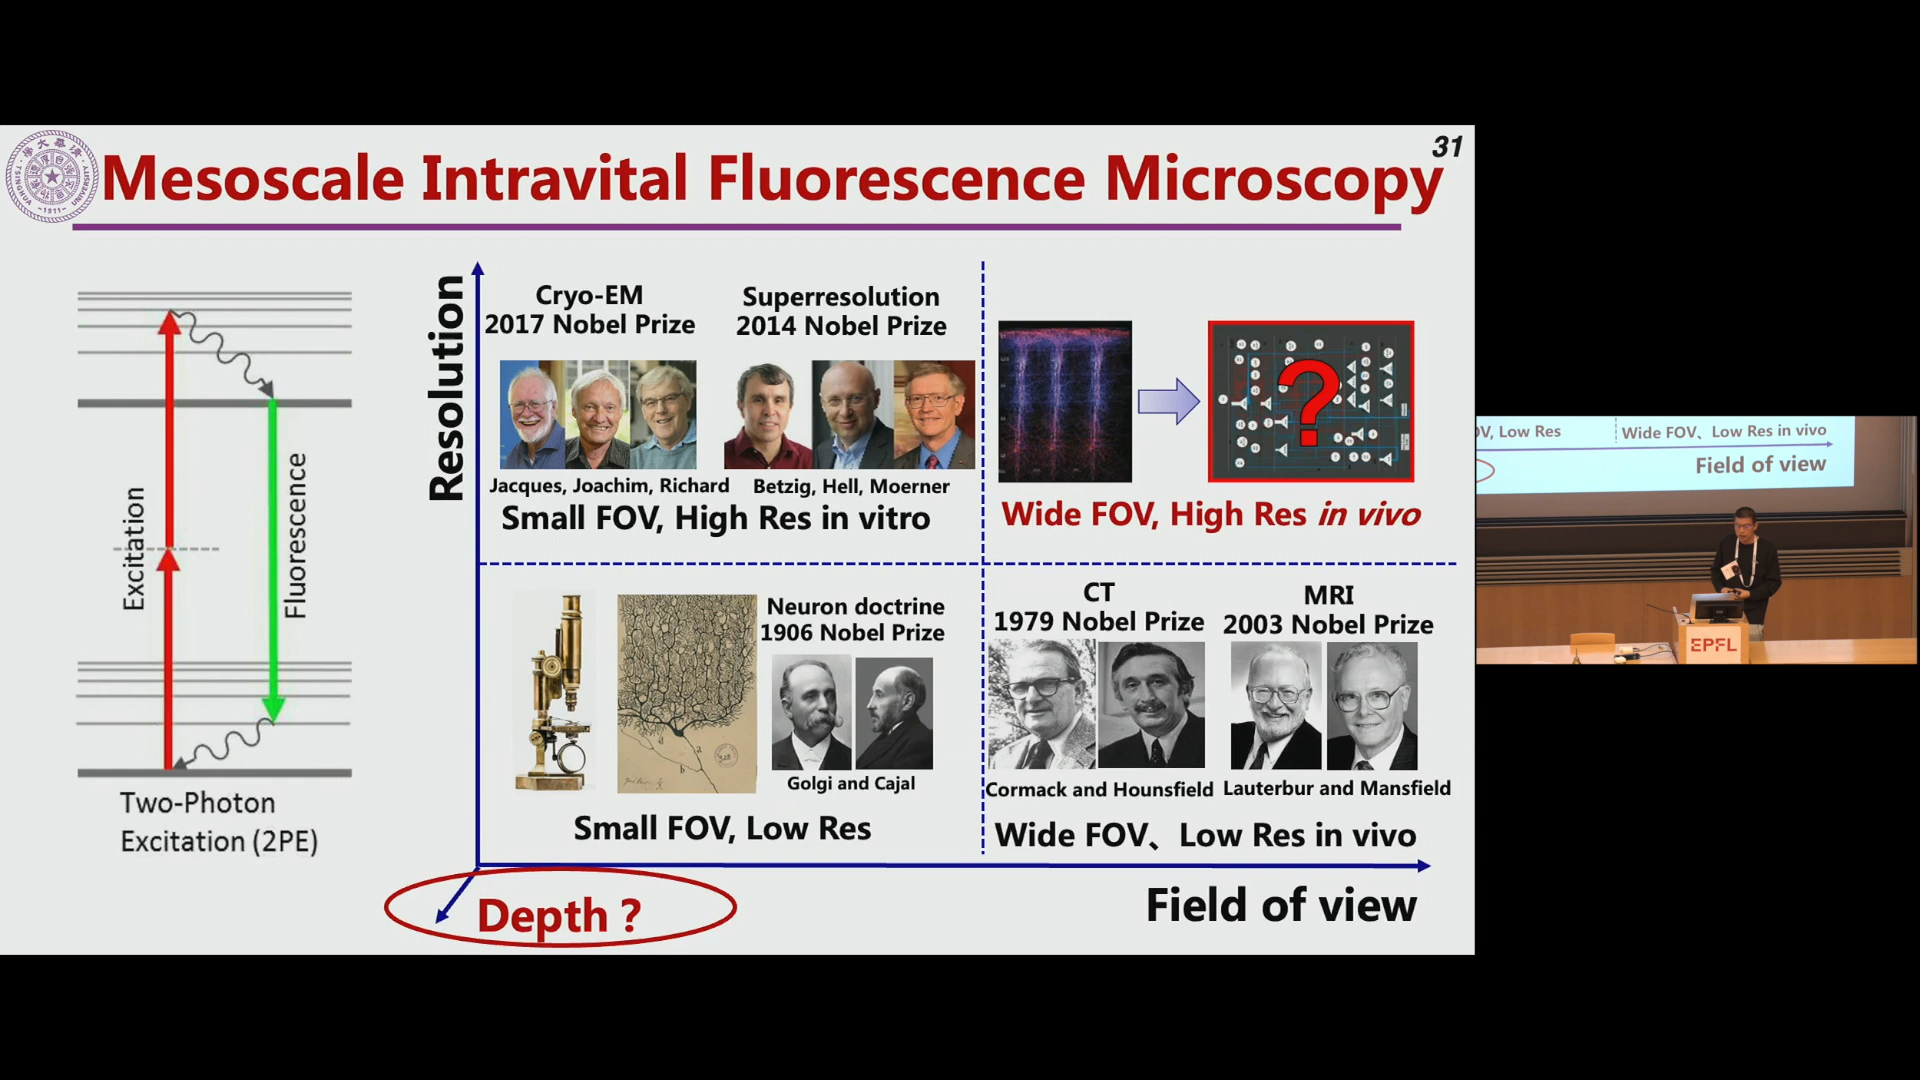 31
Mesoscale Intravital Fluorescence Microscopy
TSINGHUA UNIVERSITY
-1911-
Excitation
Fluorescence
Two-Photon
Excitation (2PE)
Resolution
Cryo-EM
2017 Nobel Prize
Jacques, Joachim, Richard
Superresolution
2014 Nobel Prize
Betzig, Hell, Moerner
Small FOV, High Res in vitro
?
Wide FOV, High Res in vivo
Neuron doctrine
1906 Nobel Prize
Golgi and Cajal
Small FOV, Low Res
CT
1979 Nobel Prize
Cormack and Hounsfield
MRI
2003 Nobel Prize
Lauterbur and Mansfield
Wide FOV、Low Res in vivo
Depth ?
Field of view
OV, Low Res
Wide FOV、Low Res in vivo
Field of view
EPFL